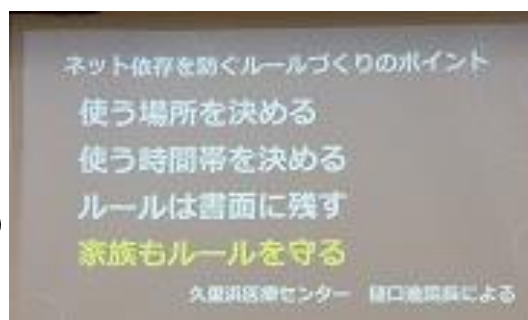 ネット依存を防ぐルールづくりのポイント
使う場所を決める
使う時間帯を決める
ルールは書面に残す
家族もルールを守る
久里浜医療センター 樋口進院長による